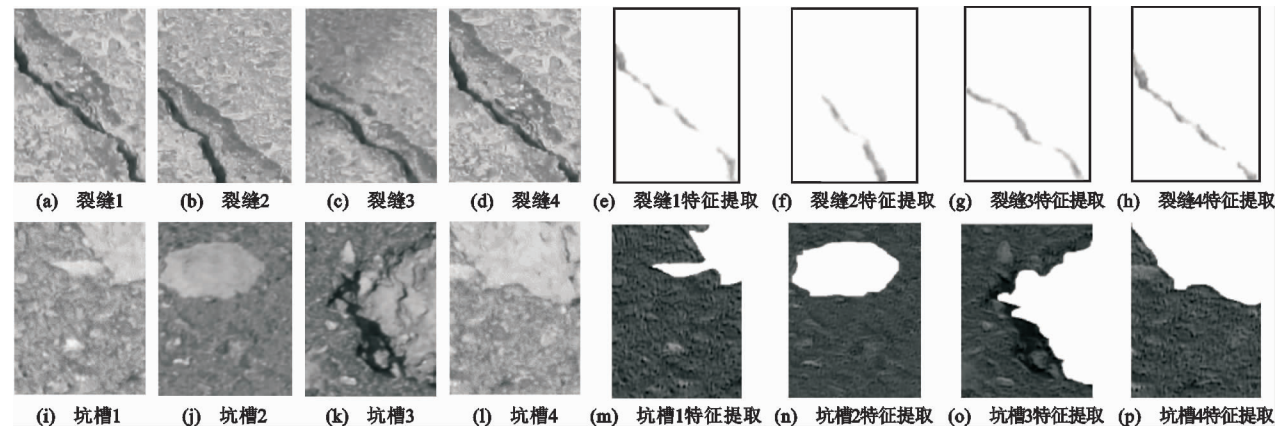 (a) 裂缝1 (b) 裂缝2 (c) 裂缝3 (d) 裂缝4 (e) 裂缝1特征提取 (f) 裂缝2特征提取 (g) 裂缝3特征提取 (h) 裂缝4特征提取
(i) 坑槽1 (j) 坑槽2 (k) 坑槽3 (l) 坑槽4 (m) 坑槽1特征提取 (n) 坑槽2特征提取 (o) 坑槽3特征提取 (p) 坑槽4特征提取